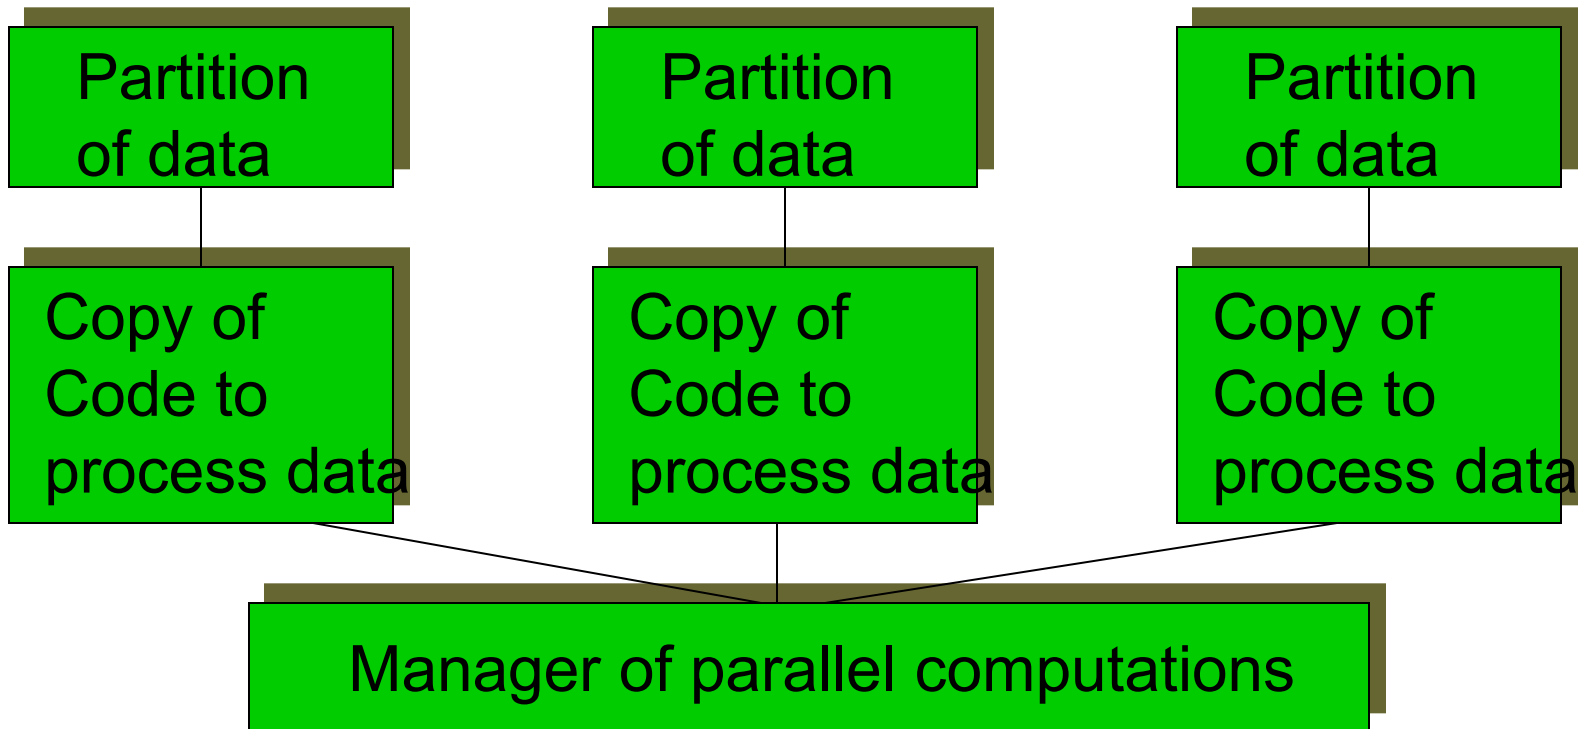 Partition
of data
Partition
of data
Partition
of data
Copy of
Code to
process data
Copy of
Code to
process data
Copy of
Code to
process data
Manager of parallel computations